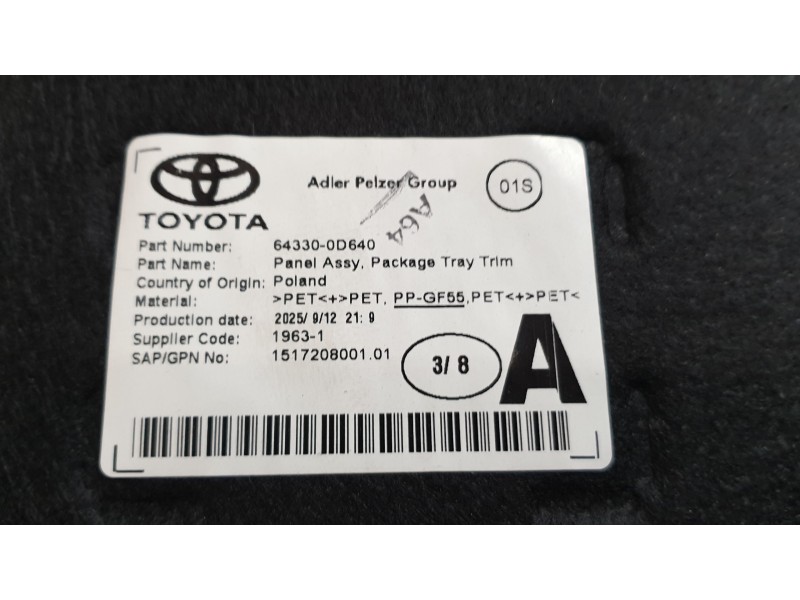 TOYOTA
Adler Pelzer Group
01S
A64
Part Number: 64330-0D640
Part Name: Panel Assy, Package Tray Trim
Country of Origin: Poland
Material: >PET<+>PET, PP-GF55,PET<+>PET<
Production date: 2025/ 9/12 21: 9
Supplier Code: 1963-1
SAP/GPN No: 1517208001.01
3/ 8
A